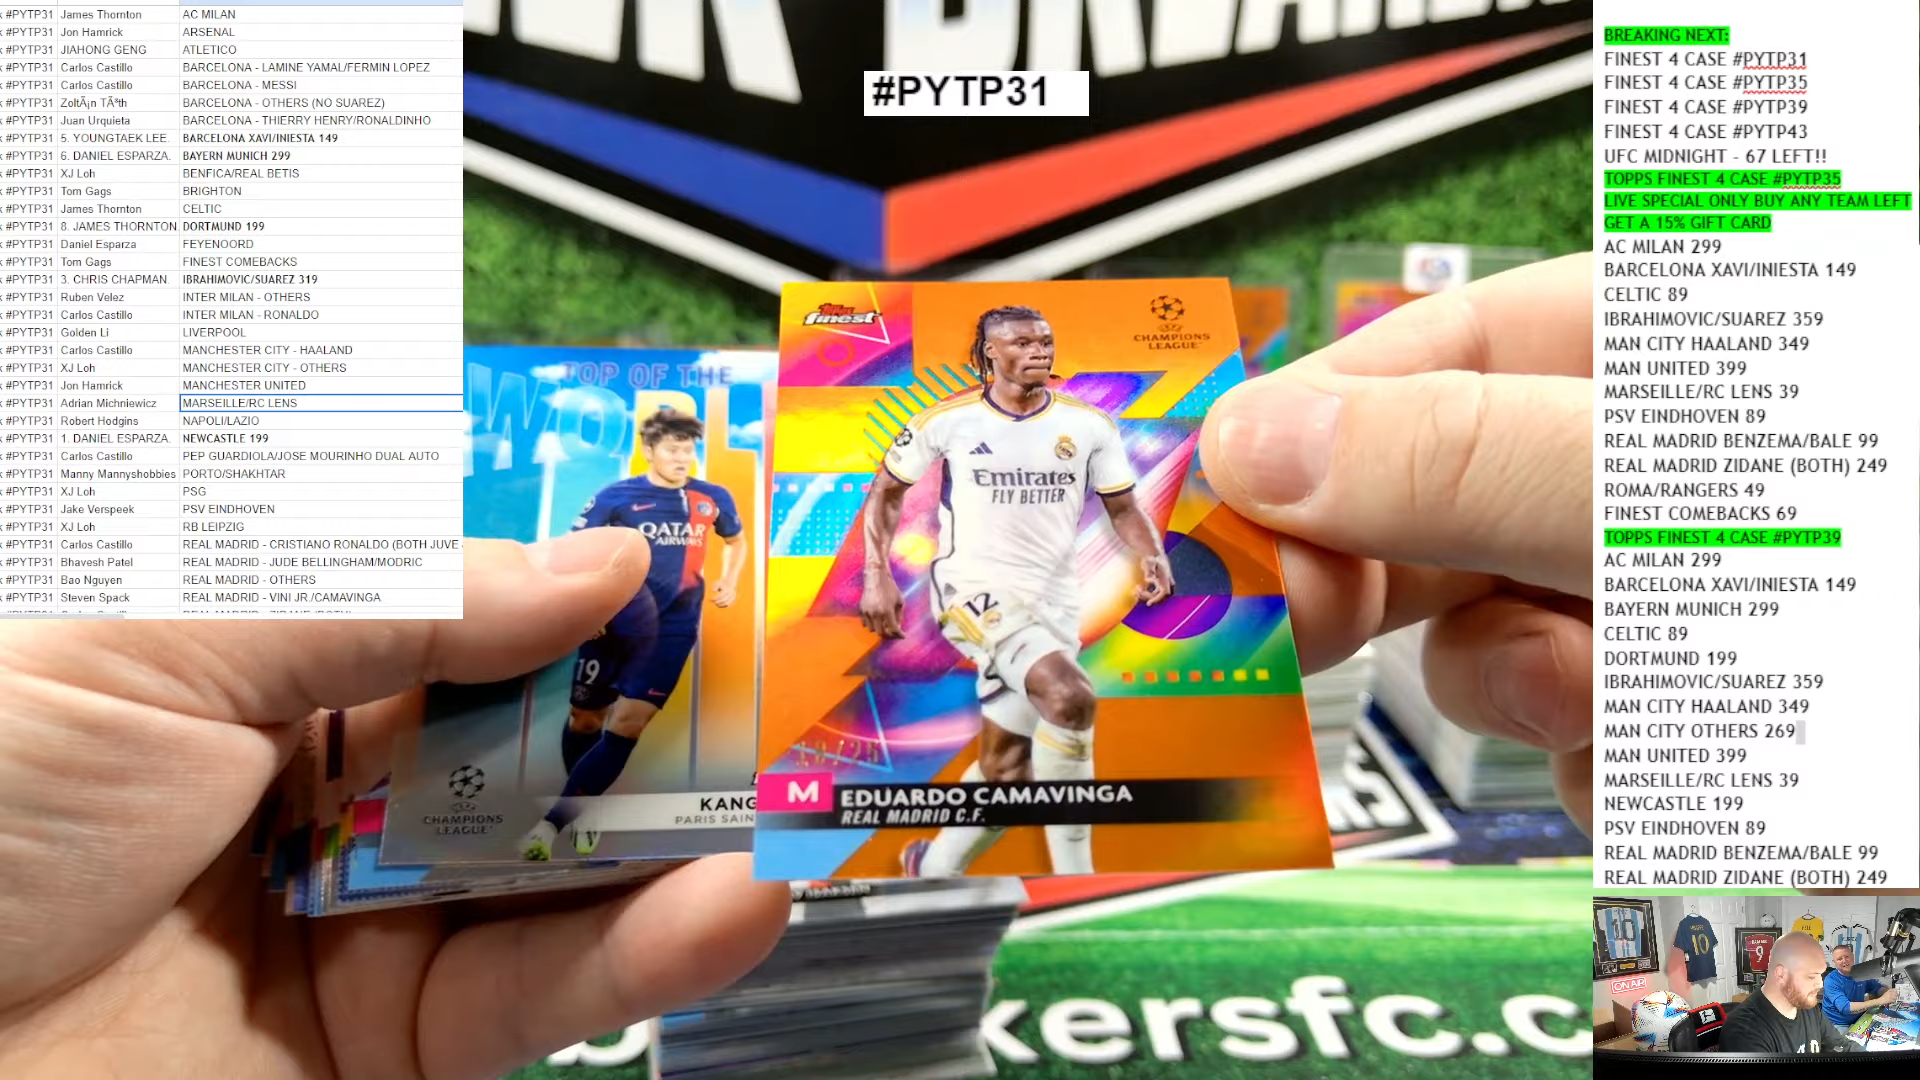 #PYTP31 James Thornton AC MILAN
#PYTP31 Jon Hamrick ARSENAL
#PYTP31 JIAHONG GENG ATLETICO
#PYTP31 Carlos Castillo BARCELONA - LAMINE YAMAL/FERMIN LOPEZ
#PYTP31 Carlos Castillo BARCELONA - MESSI
#PYTP31 ZoltÃ¡n TÃ³th BARCELONA - OTHERS (NO SUAREZ)
#PYTP31 Juan Urquieta BARCELONA - THIERRY HENRY/RONALDINHO
#PYTP31 5. YOUNGTAEK LEE. BARCELONA XAVI/INIESTA 149
#PYTP31 6. DANIEL ESPARZA. BAYERN MUNICH 299
#PYTP31 XJ Loh BENFICA/REAL BETIS
#PYTP31 Tom Gags BRIGHTON
#PYTP31 James Thornton CELTIC
#PYTP31 8. JAMES THORNTON. DORTMUND 199
#PYTP31 Daniel Esparza FEYENOORD
#PYTP31 Tom Gags FINEST COMEBACKS
#PYTP31 3. CHRIS CHAPMAN. IBRAHIMOVIC/SUAREZ 319
#PYTP31 Ruben Velez INTER MILAN - OTHERS
#PYTP31 Carlos Castillo INTER MILAN - RONALDO
#PYTP31 Golden Li LIVERPOOL
#PYTP31 Carlos Castillo MANCHESTER CITY - HAALAND
#PYTP31 XJ Loh MANCHESTER CITY - OTHERS
#PYTP31 Jon Hamrick MANCHESTER UNITED
#PYTP31 Adrian Michniewicz MARSEILLE/RC LENS
#PYTP31 Robert Hodgins NAPOLI/LAZIO
#PYTP31 1. DANIEL ESPARZA. NEWCASTLE 199
#PYTP31 Carlos Castillo PEP GUARDIOLA/JOSE MOURINHO DUAL AUTO
#PYTP31 Manny Mannyshobbies PORTO/SHAKHTAR
#PYTP31 XJ Loh PSG
#PYTP31 Jake Verspeek PSV EINDHOVEN
#PYTP31 XJ Loh RB LEIPZIG
#PYTP31 Carlos Castillo REAL MADRID - CRISTIANO RONALDO (BOTH JUVE
#PYTP31 Bhavesh Patel REAL MADRID - JUDE BELLINGHAM/MODRIC
#PYTP31 Bao Nguyen REAL MADRID - OTHERS
#PYTP31 Steven Spack REAL MADRID - VINI JR./CAMAVINGA
#PYTP31
TOP OF THE
WORL
QATAR
AIRWAYS
19
CHAMPIONS
LEAGUE
KANG
PARIS SAIN
Topps
finest
CHAMPIONS
LEAGUE
Emirates
FLY BETTER
12
M EDUARDO CAMAVINGA
REAL MADRID C.F.
kersfc.c
BREAKING NEXT:
FINEST 4 CASE #PYTP31
FINEST 4 CASE #PYTP35
FINEST 4 CASE #PYTP39
FINEST 4 CASE #PYTP43
UFC MIDNIGHT - 67 LEFT!!
TOPPS FINEST 4 CASE #PYTP35
LIVE SPECIAL ONLY BUY ANY TEAM LEFT
GET A 15% GIFT CARD
AC MILAN 299
BARCELONA XAVI/INIESTA 149
CELTIC 89
IBRAHIMOVIC/SUAREZ 359
MAN CITY HAALAND 349
MAN UNITED 399
MARSEILLE/RC LENS 39
PSV EINDHOVEN 89
REAL MADRID BENZEMA/BALE 99
REAL MADRID ZIDANE (BOTH) 249
ROMA/RANGERS 49
FINEST COMEBACKS 69
TOPPS FINEST 4 CASE #PYTP39
AC MILAN 299
BARCELONA XAVI/INIESTA 149
BAYERN MUNICH 299
CELTIC 89
DORTMUND 199
IBRAHIMOVIC/SUAREZ 359
MAN CITY HAALAND 349
MAN CITY OTHERS 269
MAN UNITED 399
MARSEILLE/RC LENS 39
NEWCASTLE 199
PSV EINDHOVEN 89
REAL MADRID BENZEMA/BALE 99
REAL MADRID ZIDANE (BOTH) 249
10
10
9
ON AIR